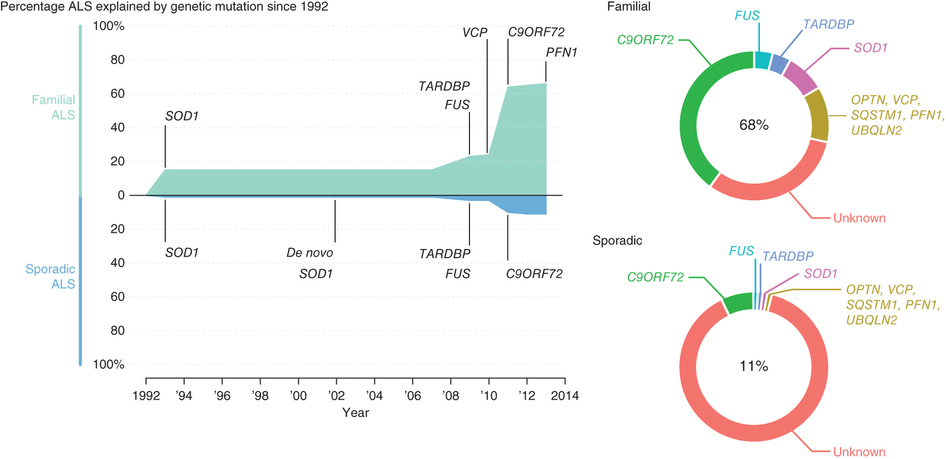 Percentage ALS explained by genetic mutation since 1992
100%
80
60
40
20
0
20
40
60
80
100%
Familial
ALS
Sporadic
ALS
SOD1
TARDBP
FUS
VCP
C9ORF72
PFN1
SOD1
De novo
SOD1
TARDBP
FUS
C9ORF72
1992 '94 '96 '98 '00 '02 '04 '06 '08 '10 '12 2014
Year
Familial
FUS
TARDBP
C9ORF72
SOD1
OPTN, VCP,
SQSTM1, PFN1,
UBQLN2
68%
Unknown
Sporadic
FUS
TARDBP
C9ORF72
SOD1
OPTN, VCP,
SQSTM1, PFN1,
UBQLN2
11%
Unknown